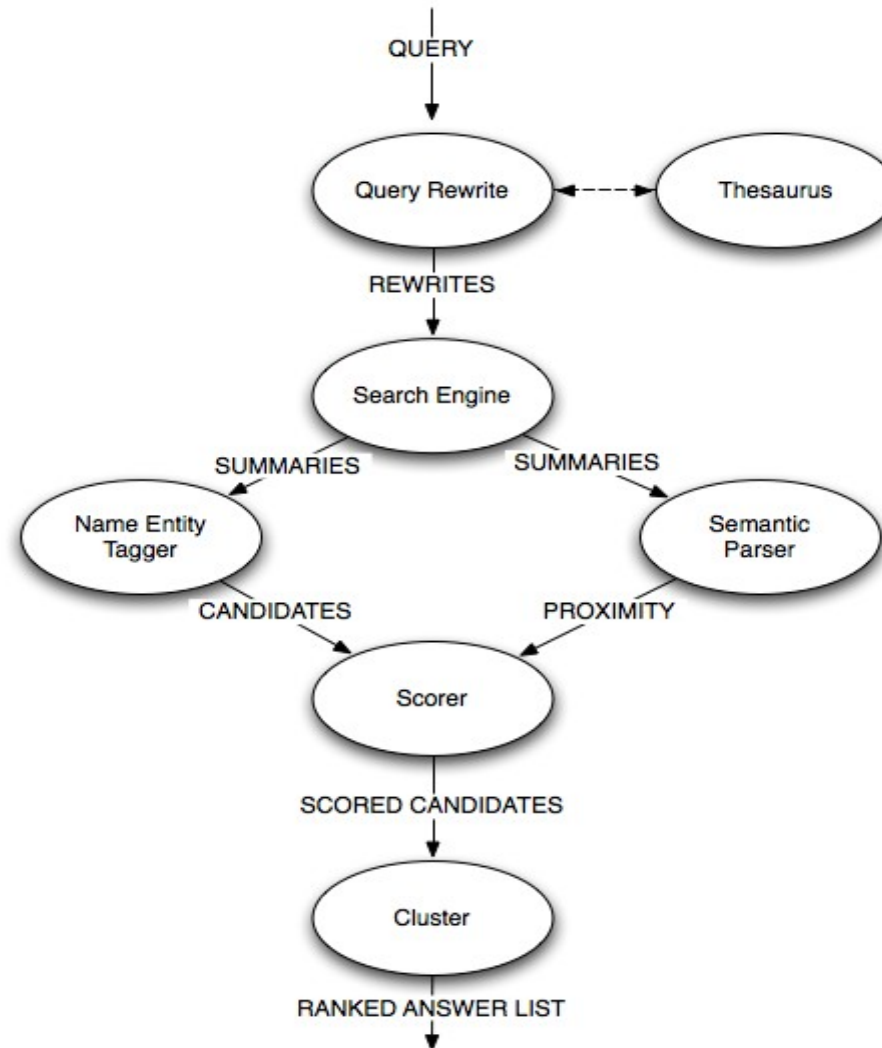 QUERY
Query Rewrite
Thesaurus
REWRITES
Search Engine
SUMMARIES
SUMMARIES
Name Entity
Tagger
Semantic
Parser
CANDIDATES
PROXIMITY
Scorer
SCORED CANDIDATES
Cluster
RANKED ANSWER LIST